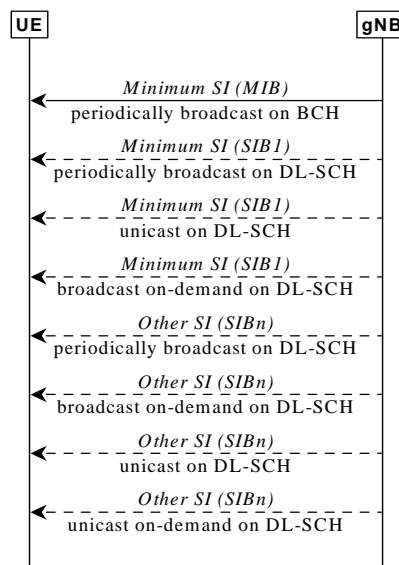 UE gNB
Minimum SI (MIB)
periodically broadcast on BCH
Minimum SI (SIB1)
periodically broadcast on DL-SCH
Minimum SI (SIB1)
unicast on DL-SCH
Minimum SI (SIB1)
broadcast on-demand on DL-SCH
Other SI (SIBn)
periodically broadcast on DL-SCH
Other SI (SIBn)
broadcast on-demand on DL-SCH
Other SI (SIBn)
unicast on DL-SCH
Other SI (SIBn)
unicast on-demand on DL-SCH